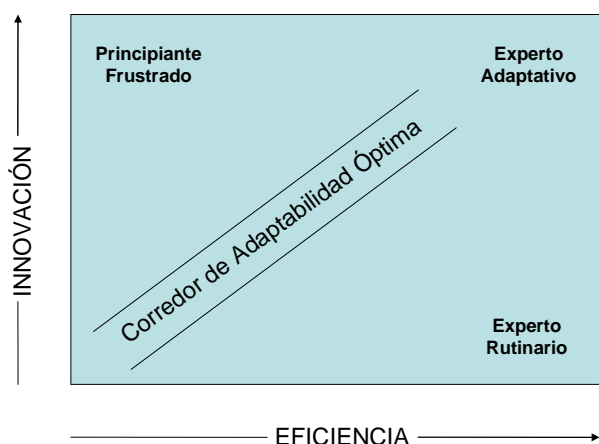 Principiante
Frustrado
Experto
Adaptativo
INNOVACIÓN
Corredor de Adaptabilidad Óptima
Experto
Rutinario
EFICIENCIA